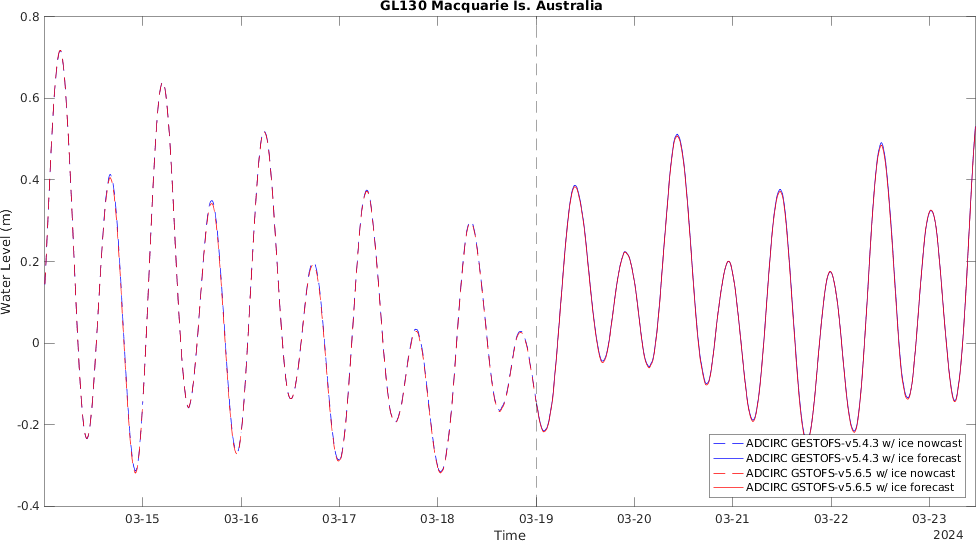 GL130 Macquarie Is. Australia
0.8
0.6
0.4
0.2
0
-0.2
-0.4
Water Level (m)
ADCIRC GESTOFS-v5.4.3 w/ ice nowcast
ADCIRC GESTOFS-v5.4.3 w/ ice forecast
ADCIRC GSTOFS-v5.6.5 w/ ice nowcast
ADCIRC GSTOFS-v5.6.5 w/ ice forecast
03-15 03-16 03-17 03-18 03-19 03-20 03-21 03-22 03-23
Time
2024